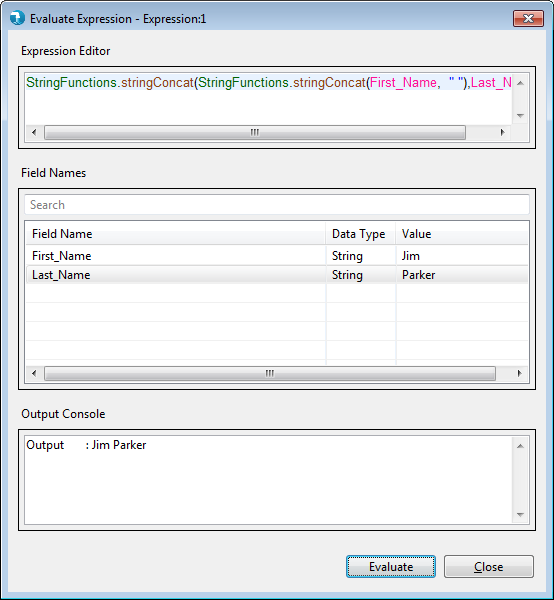 Evaluate Expression - Expression:1
Expression Editor
StringFunctions.stringConcat(StringFunctions.stringConcat(First_Name, " "),Last_N
Field Names
Search
Field Name Data Type Value
First_Name String Jim
Last_Name String Parker
Output Console
Output : Jim Parker
Evaluate Close